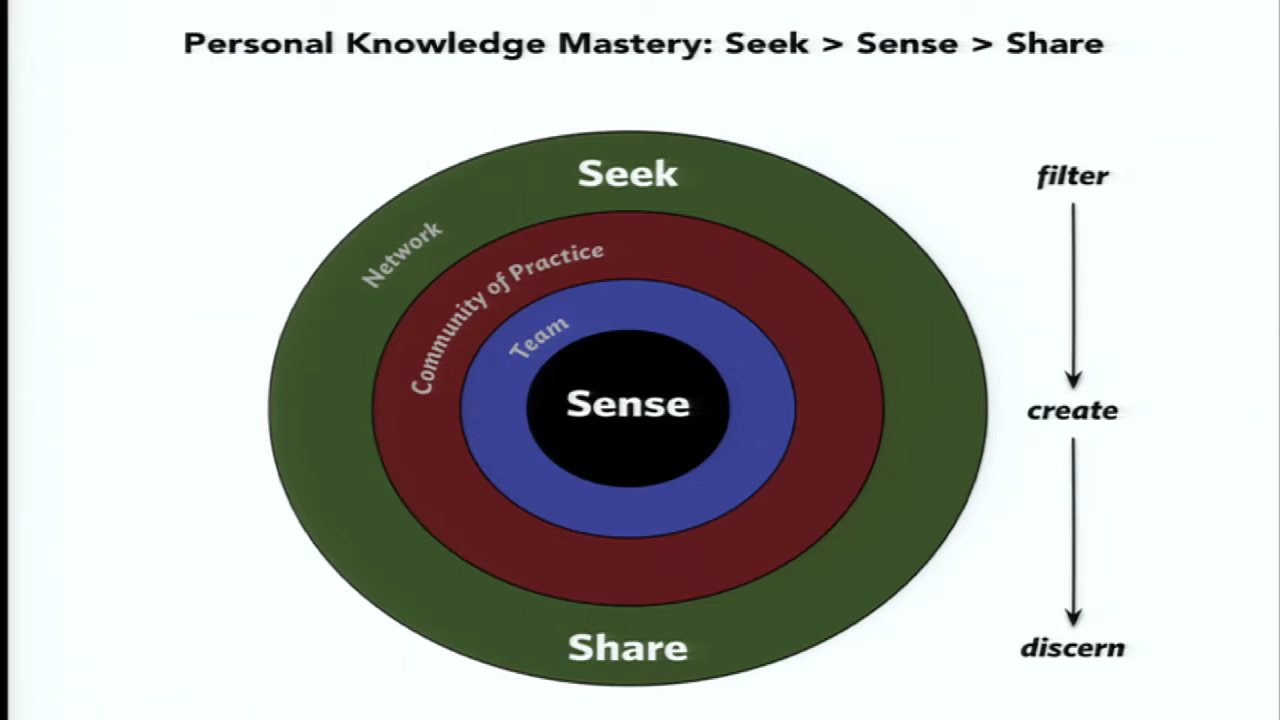 Personal Knowledge Mastery: Seek > Sense > Share
Seek
filter
Network
Community of Practice
Team
Sense
create
Share
discern